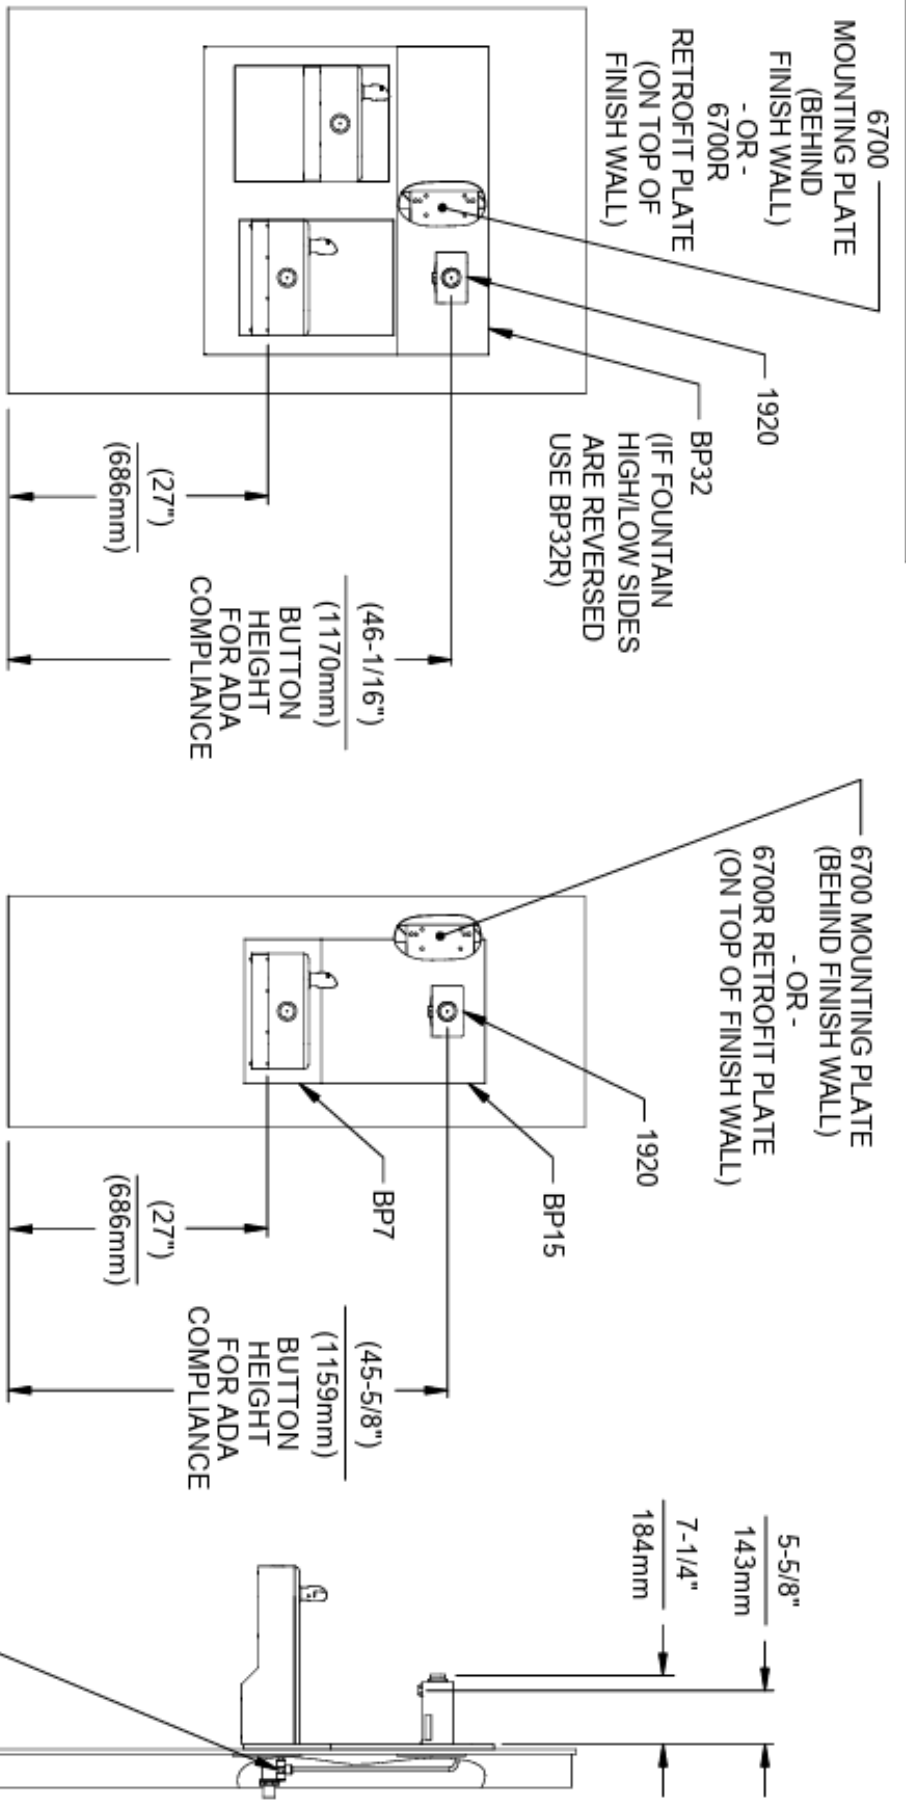 6700
MOUNTING PLATE
(BEHIND
FINISH WALL)
- OR -
6700R
RETROFIT PLATE
(ON TOP OF
FINISH WALL)
1920
BP32
(IF FOUNTAIN
HIGH/LOW SIDES
ARE REVERSED
USE BP32R)
(27")
(686mm)
(46-1/16")
(1170mm)
BUTTON
HEIGHT
FOR ADA
COMPLIANCE
6700 MOUNTING PLATE
(BEHIND FINISH WALL)
- OR -
6700R RETROFIT PLATE
(ON TOP OF FINISH WALL)
1920
BP15
BP7
(27")
(686mm)
(45-5/8")
(1159mm)
BUTTON
HEIGHT
FOR ADA
COMPLIANCE
5-5/8"
143mm
7-1/4"
184mm